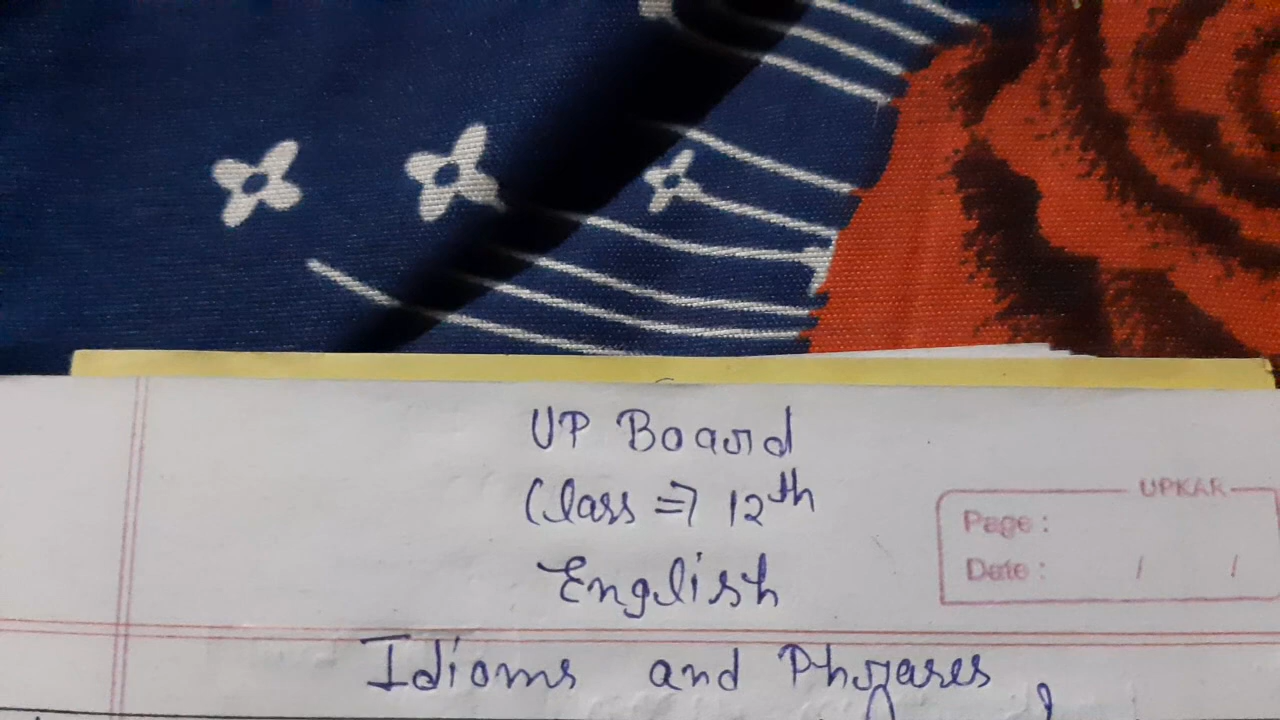 UP Board
Class ⇒ 12th
English
UPKAR
Page :
Date : / /
Idioms and Phrases